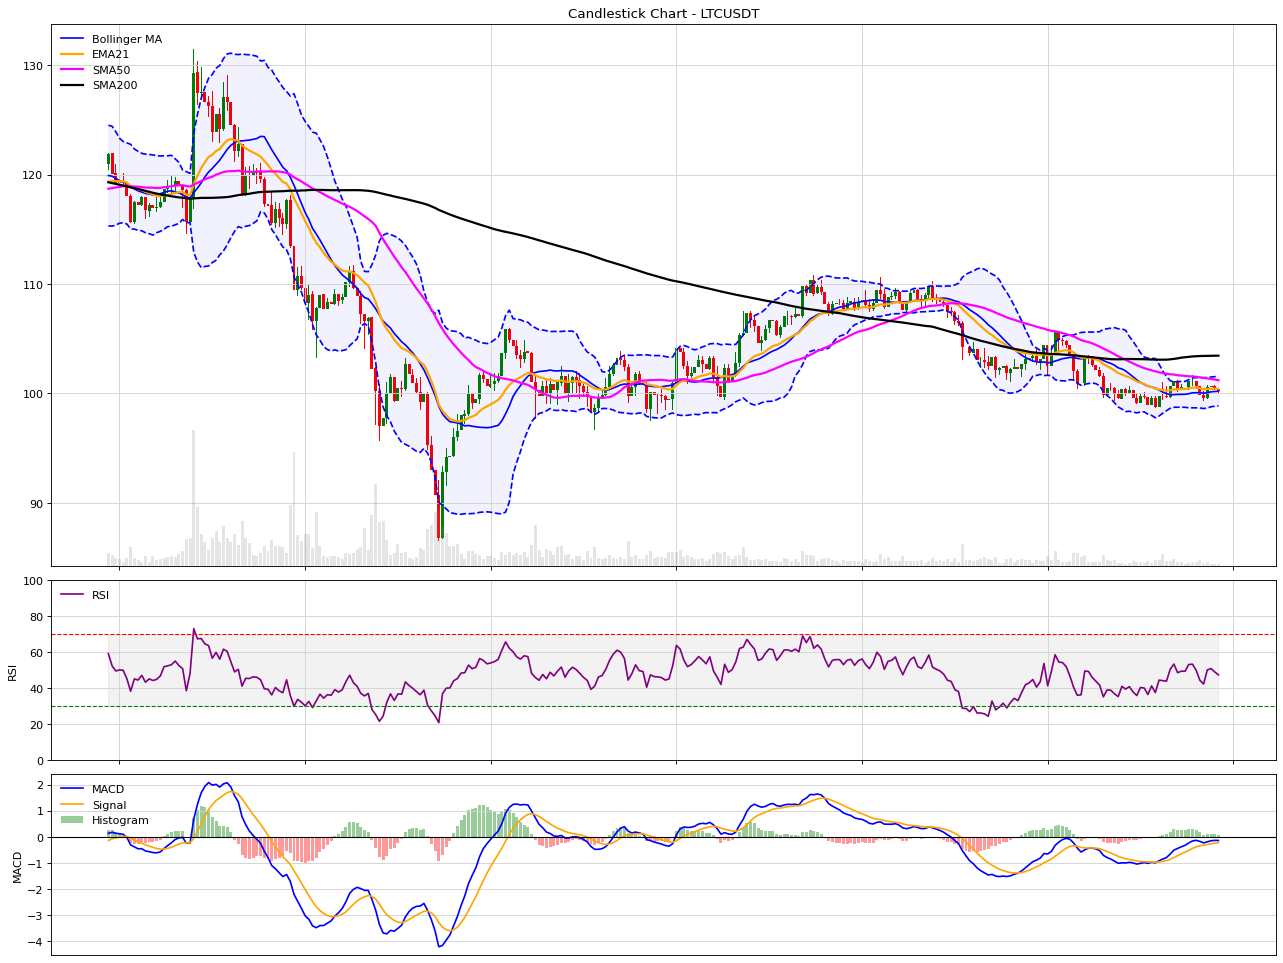 Candlestick Chart - LTCUSDT
Bollinger MA
EMA21
SMA50
SMA200
130
120
110
100
90
RSI
100
80
60
40
20
0
RSI
MACD
Signal
Histogram
2
1
0
−1
−2
−3
−4
MACD